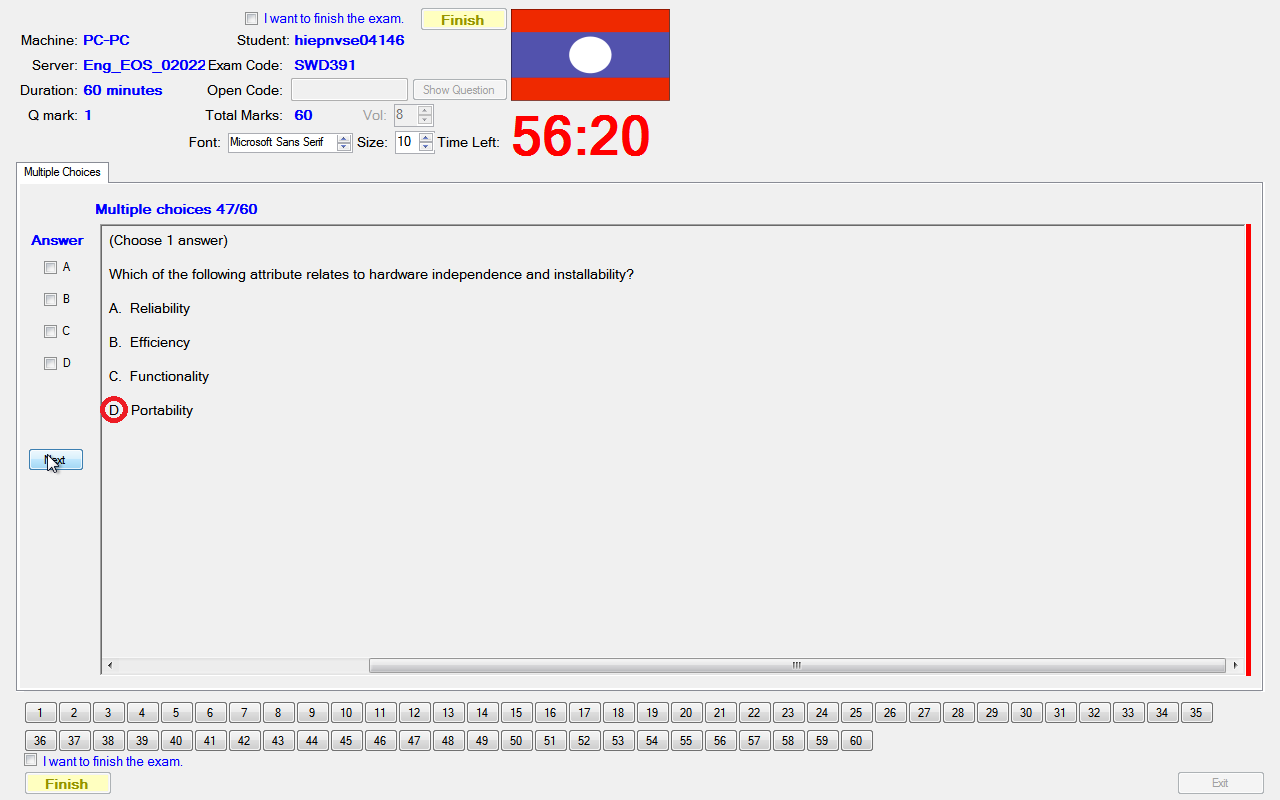 I want to finish the exam.
Finish
Machine: PC-PC
Student: hiepnvse04146
Server: Eng_EOS_02022
Exam Code: SWD391
Duration: 60 minutes
Open Code:
Show Question
Q mark: 1
Total Marks: 60
Vol: 8
Font: Microsoft Sans Serif
Size: 10
Time Left: 56:20
Multiple Choices
Multiple choices 47/60
Answer
(Choose 1 answer)
A
Which of the following attribute relates to hardware independence and installability?
B
A. Reliability
C
B. Efficiency
D
C. Functionality
D. Portability
Next
1 2 3 4 5 6 7 8 9 10 11 12 13 14 15 16 17 18 19 20 21 22 23 24 25 26 27 28 29 30 31 32 33 34 35
36 37 38 39 40 41 42 43 44 45 46 47 48 49 50 51 52 53 54 55 56 57 58 59 60
I want to finish the exam.
Finish
Exit